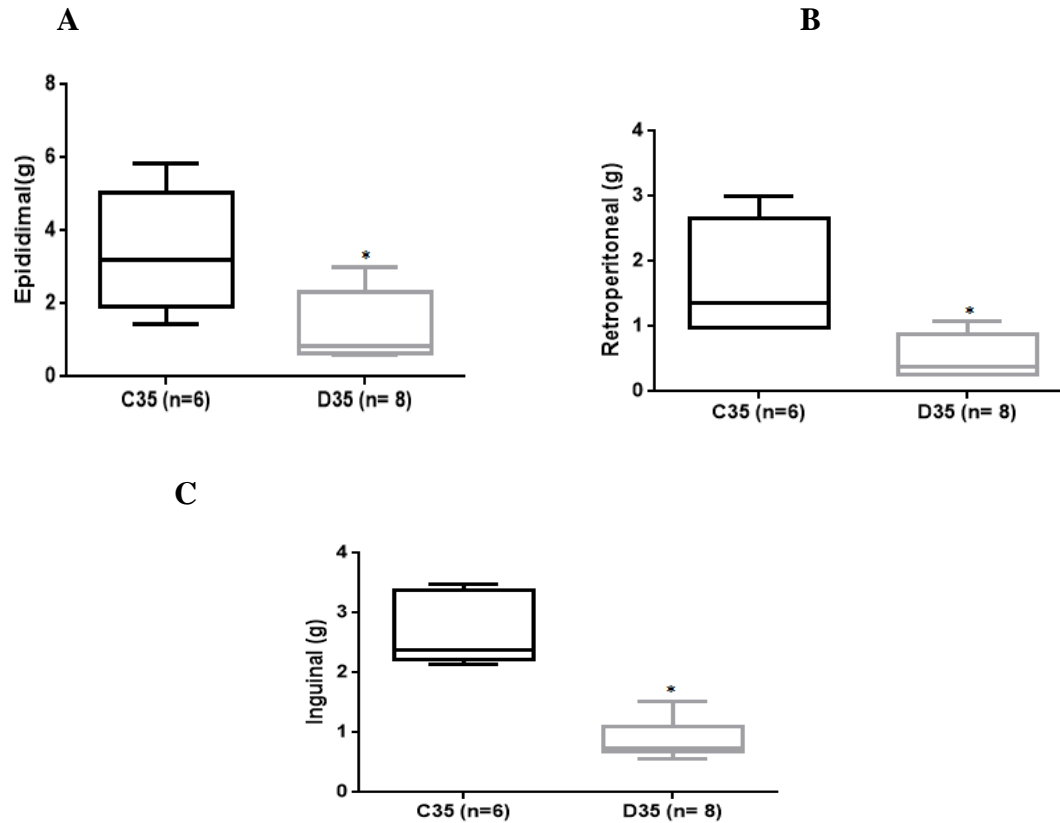 A
B
8
6
4
2
0
Epididimal(g)
*
C35 (n=6)
D35 (n= 8)
4
3
2
1
0
Retroperitoneal (g)
*
C35 (n=6)
D35 (n= 8)
C
4
3
2
1
0
Inguinal (g)
*
C35 (n=6)
D35 (n= 8)